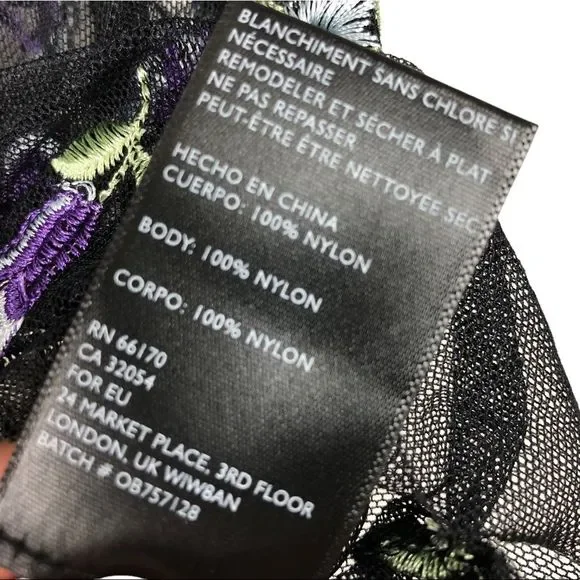 BLANCHIMENT SANS CHLORE SI
NÉCESSAIRE
REMODELER ET SÉCHER À PLAT
NE PAS REPASSER
PEUT-ÊTRE ÊTRE NETTOYÉE SEC
HECHO EN CHINA
CUERPO: 100% NYLON
BODY: 100% NYLON
CORPO: 100% NYLON
RN 66170
CA 32054
FOR EU
24 MARKET PLACE, 3RD FLOOR
LONDON, UK W1W8AN
BATCH # OB757128